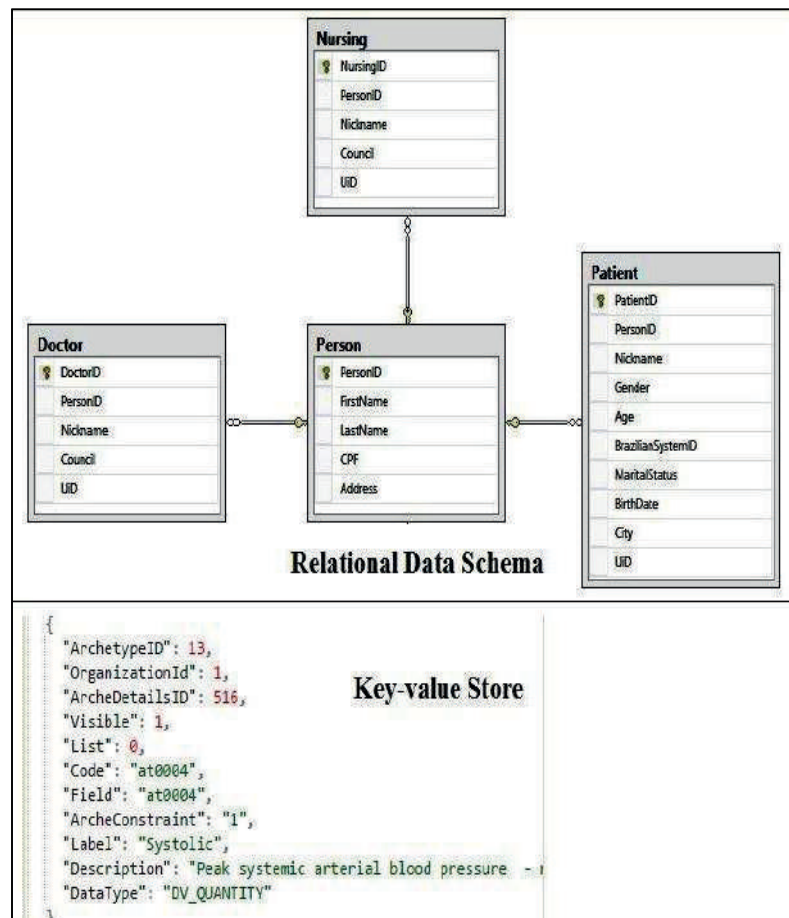 Nursing
NursingID
PersonID
Nickname
Council
UiD
Patient
PatientID
PersonID
Nickname
Gender
Age
BrazilianSystemID
MaritalStatus
BirthDate
City
UiD
Doctor
DoctorID
PersonID
Nickname
Council
UiD
Person
PersonID
FirstName
LastName
CPF
Address
Relational Data Schema
{
"ArchetypeID": 13,
"OrganizationId": 1,
"ArcheDetailsID": 516,
"Visible": 1,
"List": 0,
"Code": "at0004",
"Field": "at0004",
"ArcheConstraint": "1",
"Label": "Systolic",
"Description": "Peak systemic arterial blood pressure -
"DataType": "DV_QUANTITY"
}
Key-value Store